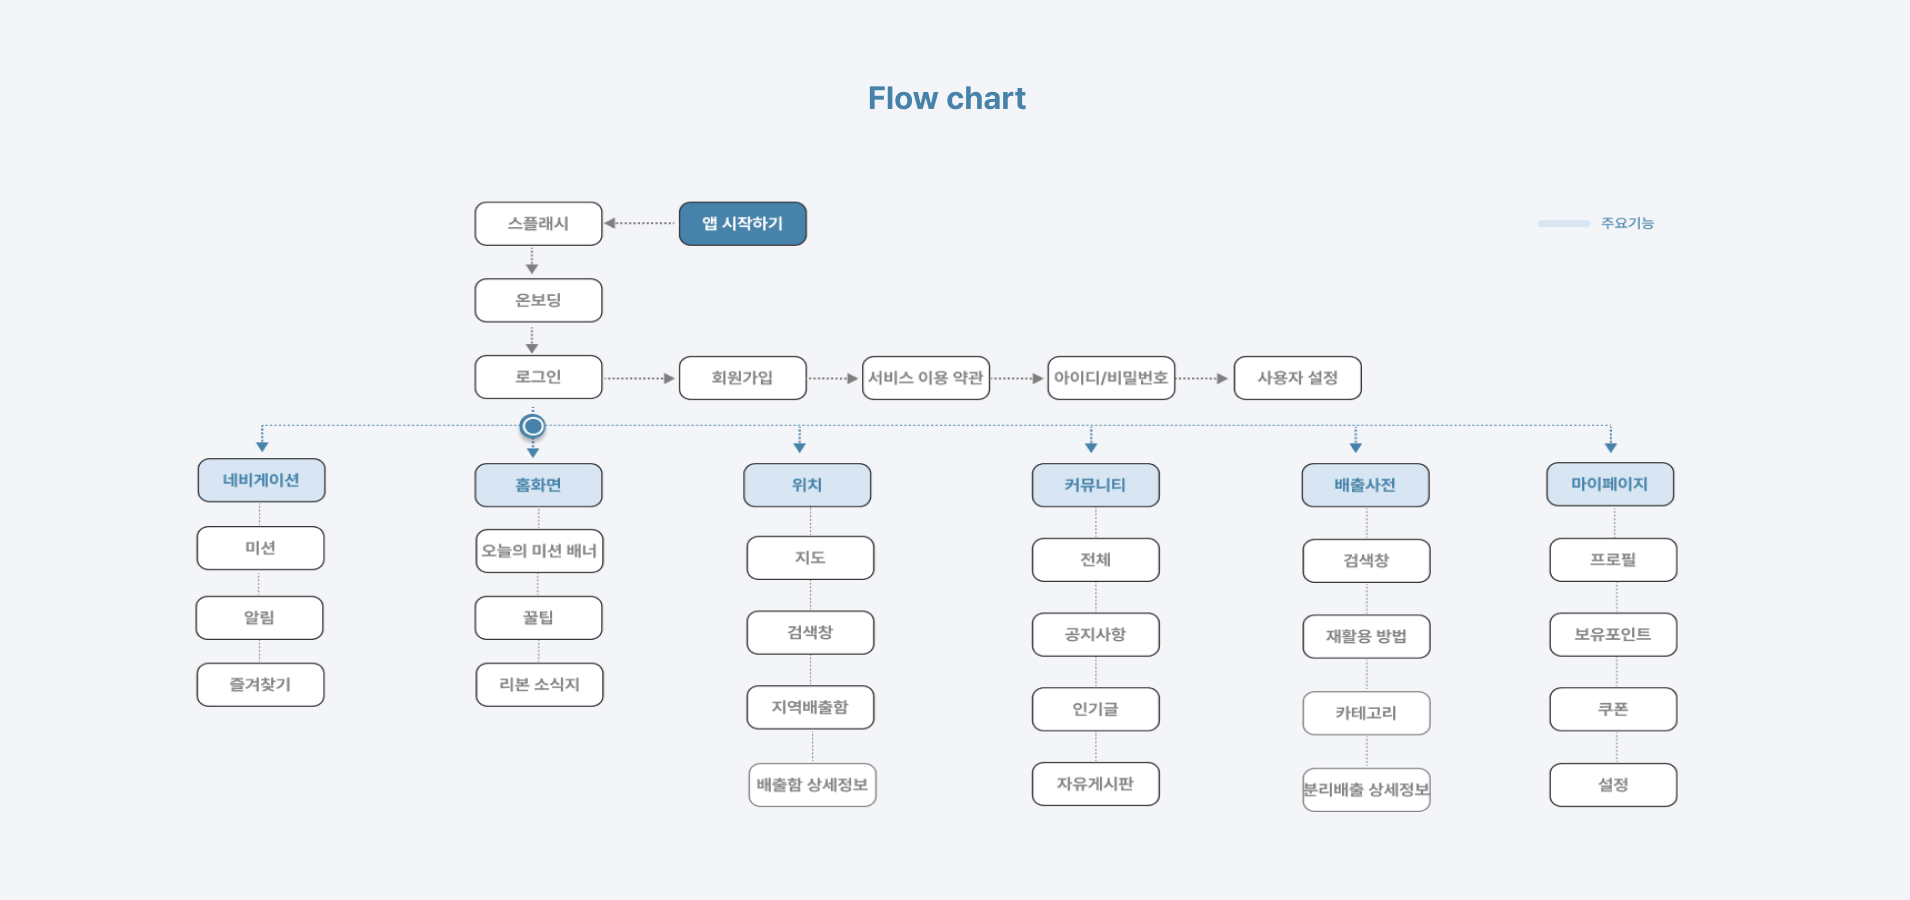 Flow chart
스플래시
앱 시작하기
주요기능
온보딩
로그인
회원가입
서비스 이용 약관
아이디/비밀번호
사용자 설정
네비게이션
미션
알림
즐겨찾기
홈화면
오늘의 미션 배너
꿀팁
리본 소식지
위치
지도
검색창
지역배출함
배출함 상세정보
커뮤니티
전체
공지사항
인기글
자유게시판
배출사전
검색창
재활용 방법
카테고리
분리배출 상세정보
마이페이지
프로필
보유포인트
쿠폰
설정